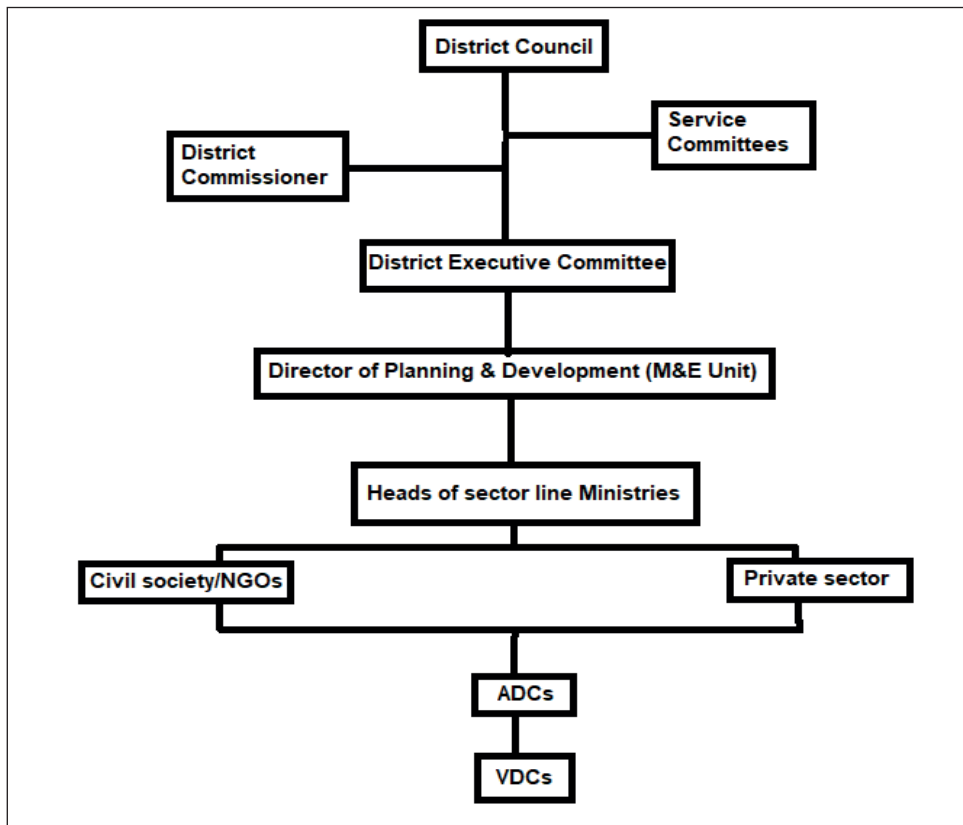 District Council
Service
Committees
District
Commissioner
District Executive Committee
Director of Planning & Development (M&E Unit)
Heads of sector line Ministries
Civil society/NGOs
Private sector
ADCs
VDCs